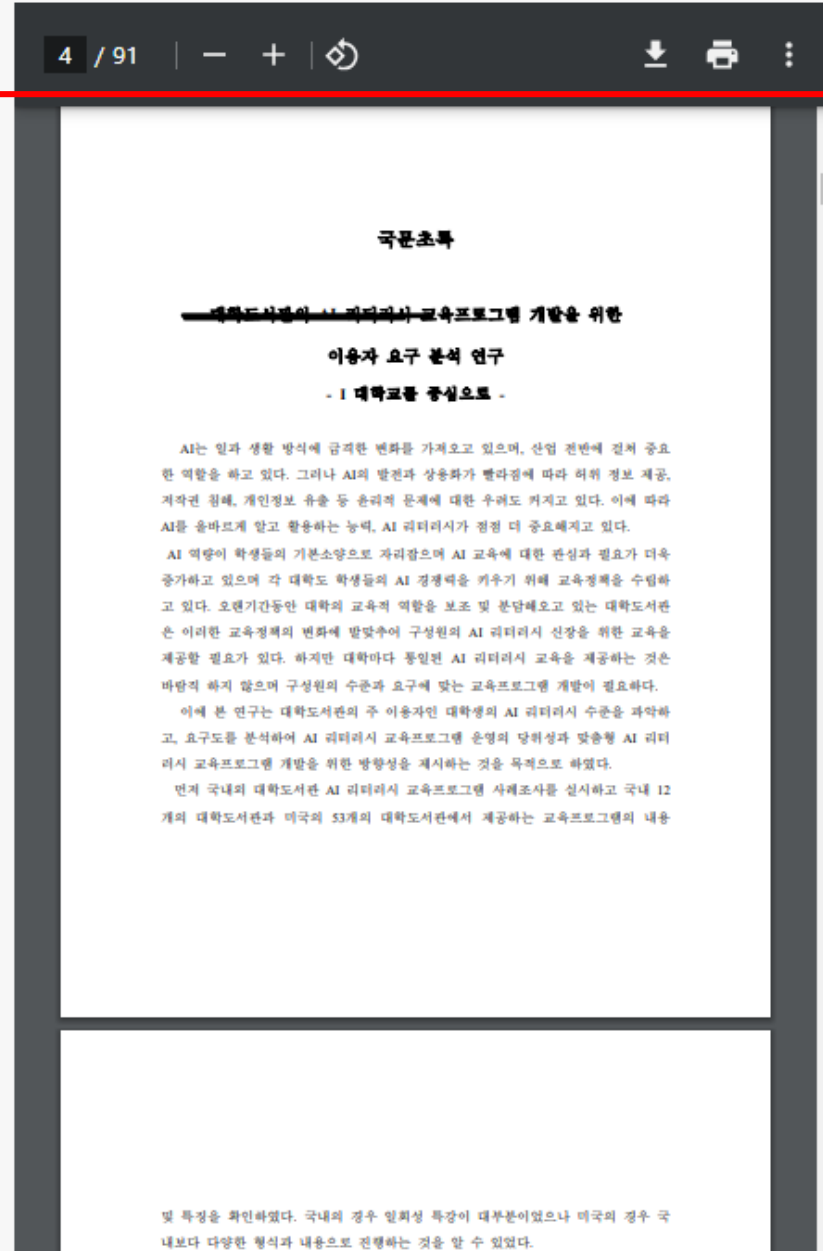 4 / 91
국문초록
대학도서관의 AI 리터러시 교육프로그램 개발을 위한
이용자 요구 분석 연구
- I 대학교를 중심으로 -
AI는 일과 생활 방식에 급격한 변화를 가져오고 있으며, 산업 전반에 걸쳐 중요
한 역할을 하고 있다. 그러나 AI의 발전과 상용화가 빨라짐에 따라 허위 정보 제공,
저작권 침해, 개인정보 유출 등 윤리적 문제에 대한 우려도 커지고 있다. 이에 따라
AI를 올바르게 알고 활용하는 능력, AI 리터러시가 점점 더 중요해지고 있다.
AI 역량이 학생들의 기본소양으로 자리잡으며 AI 교육에 대한 관심과 필요가 더욱
증가하고 있으며 각 대학도 학생들의 AI 경쟁력을 키우기 위해 교육정책을 수립하
고 있다. 오랜기간동안 대학의 교육적 역할을 보조 및 분담해오고 있는 대학도서관
은 이러한 교육정책의 변화에 발맞추어 구성원의 AI 리터러시 신장을 위한 교육을
제공할 필요가 있다. 하지만 대학마다 통일된 AI 리터러시 교육을 제공하는 것은
바람직 하지 않으며 구성원의 수준과 요구에 맞는 교육프로그램 개발이 필요하다.
이에 본 연구는 대학도서관의 주 이용자인 대학생의 AI 리터러시 수준을 파악하
고, 요구도를 분석하여 AI 리터러시 교육프로그램 운영의 당위성과 맞춤형 AI 리터
러시 교육프로그램 개발을 위한 방향성을 제시하는 것을 목적으로 하였다.
먼저 국내외 대학도서관 AI 리터러시 교육프로그램 사례조사를 실시하고 국내 12
개의 대학도서관과 미국의 53개의 대학도서관에서 제공하는 교육프로그램의 내용
및 특징을 확인하였다. 국내의 경우 일회성 특강이 대부분이었으나 미국의 경우 국
내보다 다양한 형식과 내용으로 진행하는 것을 알 수 있었다.